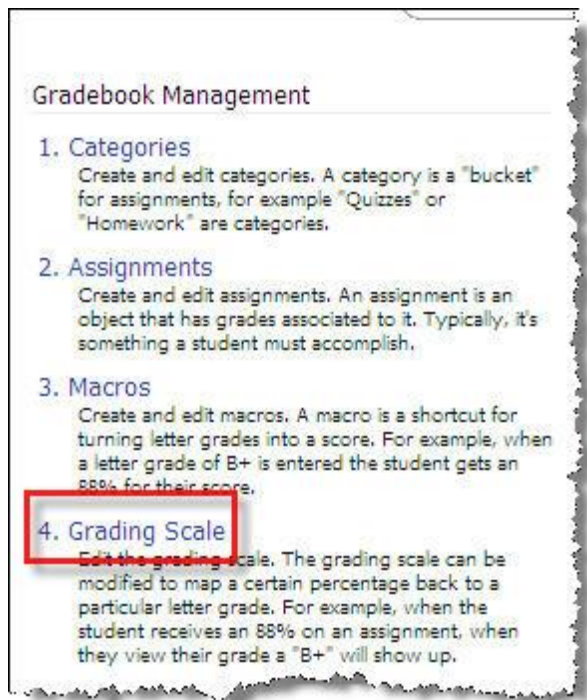 Gradebook Management
1. Categories
Create and edit categories. A category is a "bucket"
for assignments, for example "Quizzes" or
"Homework" are categories.
2. Assignments
Create and edit assignments. An assignment is an
object that has grades associated to it. Typically, it's
something a student must accomplish.
3. Macros
Create and edit macros. A macro is a shortcut for
turning letter grades into a score. For example, when
a letter grade of B+ is entered the student gets an
88% for their score.
4. Grading Scale
Edit the grading scale. The grading scale can be
modified to map a certain percentage back to a
particular letter grade. For example, when the
student receives an 88% on an assignment, when
they view their grade a "B+" will show up.